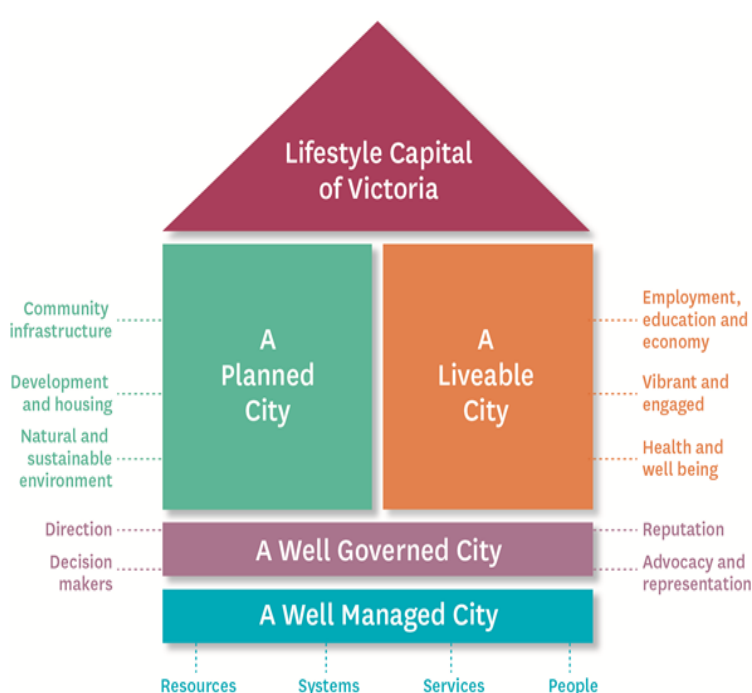 Lifestyle Capital
of Victoria
Community
infrastructure
Development
and housing
Natural and
sustainable
environment
A
Planned
City
A
Liveable
City
Employment,
education and
economy
Vibrant and
engaged
Health and
well being
Direction
Decision
makers
A Well Governed City
Reputation
Advocacy and
representation
A Well Managed City
Resources
Systems
Services
People